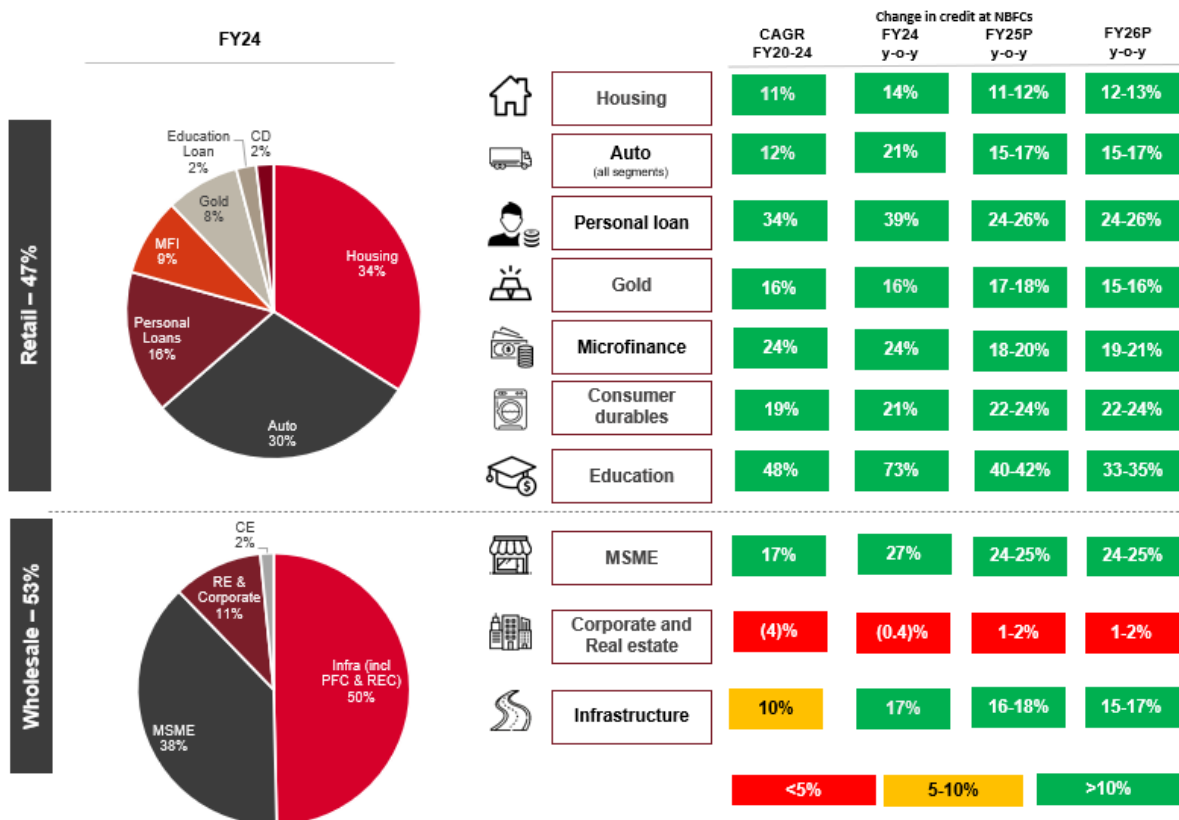 FY24
Change in credit at NBFCs
CAGR
FY20-24
FY24
y-o-y
FY25P
y-o-y
FY26P
y-o-y
Retail – 47%
Education
Loan
2%
CD
2%
Gold
8%
MFI
9%
Personal
Loans
16%
Auto
30%
Housing
34%
Housing 11% 14% 11-12% 12-13%
Auto 12% 21% 15-17% 15-17%
(all segments)
Personal loan 34% 39% 24-26% 24-26%
Gold 16% 16% 17-18% 15-16%
Microfinance 24% 24% 18-20% 19-21%
Consumer
durables 19% 21% 22-24% 22-24%
Education 48% 73% 40-42% 33-35%
Wholesale – 53%
CE
2%
RE &
Corporate
11%
Infra (incl
PFC & REC)
50%
MSME
38%
MSME 17% 27% 24-25% 24-25%
Corporate and
Real estate (4)% (0.4)% 1-2% 1-2%
Infrastructure 10% 17% 16-18% 15-17%
<5% 5-10% >10%